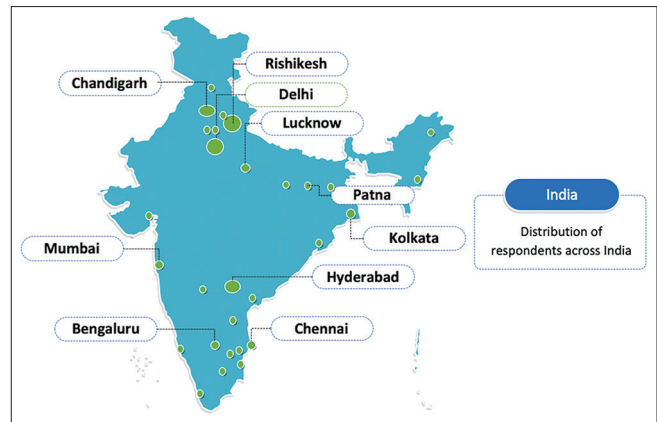 Rishikesh
Chandigarh
Delhi
Lucknow
Patna
India
Distribution of
respondents across India
Kolkata
Mumbai
Hyderabad
Bengaluru
Chennai